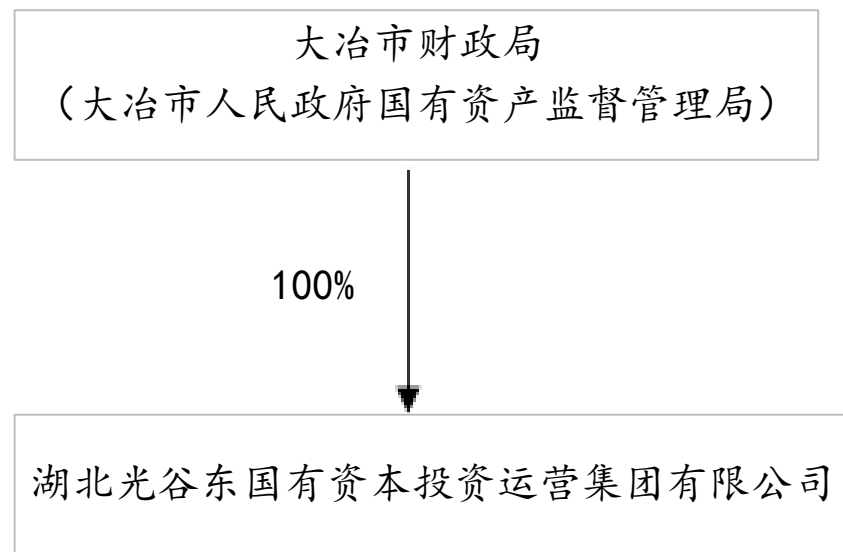 大冶市财政局
（大冶市人民政府国有资产监督管理局）
100%
湖北光谷东国有资本投资运营集团有限公司